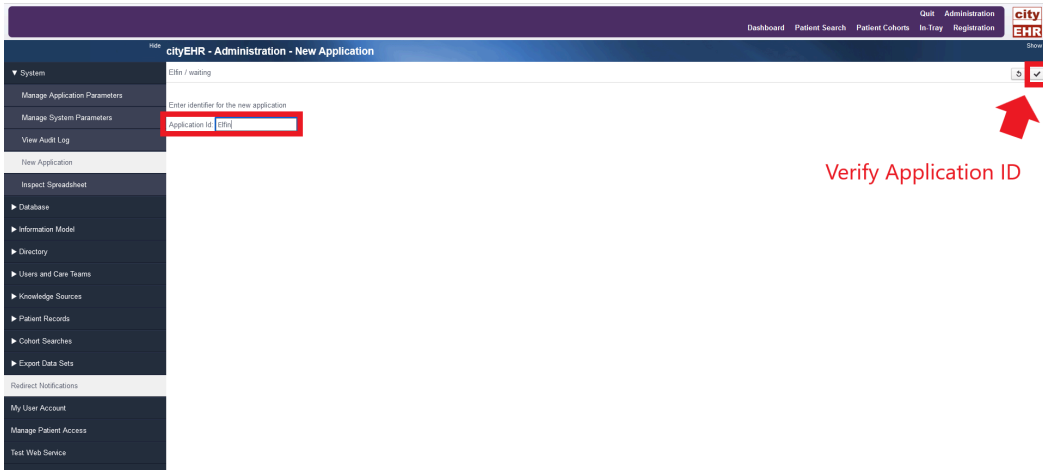 Quit Administration
city
EHR
Dashboard Patient Search Patient Cohorts In-Tray Registration
Hide
cityEHR - Administration - New Application
Show
▼ System
Elfin / waiting
Manage Application Parameters
Enter identifier for the new application
Manage System Parameters
Application Id: Elfin
View Audit Log
New Application
Verify Application ID
Inspect Spreadsheet
▶ Database
▶ Information Model
▶ Directory
▶ Users and Care Teams
▶ Knowledge Sources
▶ Patient Records
▶ Cohort Searches
▶ Export Data Sets
Redirect Notifications
My User Account
Manage Patient Access
Test Web Service